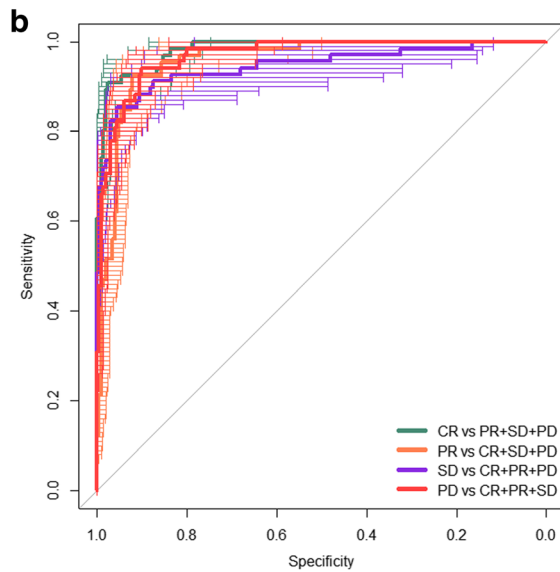 b
1.0
0.8
0.6
0.4
0.2
0.0
Sensitivity
CR vs PR+SD+PD
PR vs CR+SD+PD
SD vs CR+PR+PD
PD vs CR+PR+SD
1.0 0.8 0.6 0.4 0.2 0.0
Specificity